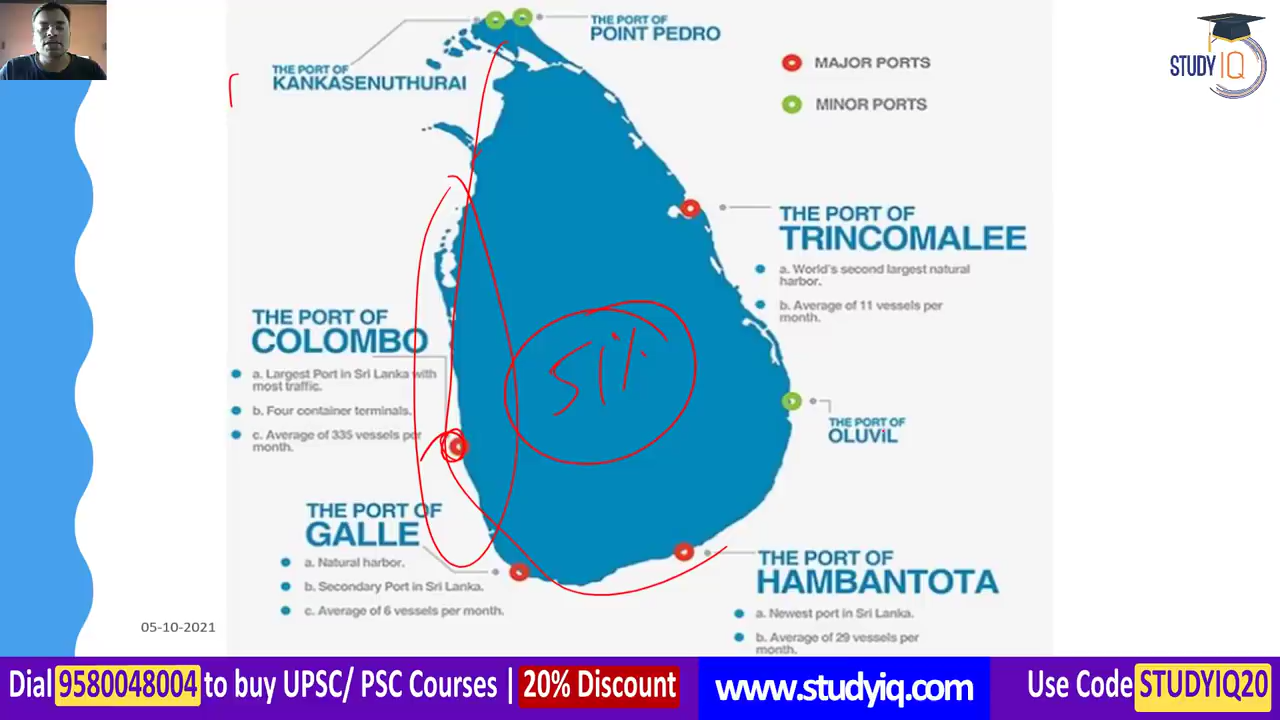 THE PORT OF
POINT PEDRO
THE PORT OF
KANKASENUTHURAI
MAJOR PORTS
MINOR PORTS
STUDY IQ
THE PORT OF
TRINCOMALEE
a. World's second largest natural
harbor.
b. Average of 11 vessels per
month.
THE PORT OF
COLOMBO
a. Largest Port in Sri Lanka with
most traffic.
b. Four container terminals.
c. Average of 335 vessels per
month.
51%
THE PORT OF
OLUVIL
THE PORT OF
GALLE
a. Natural harbor.
b. Secondary Port in Sri Lanka.
c. Average of 6 vessels per month.
THE PORT OF
HAMBANTOTA
a. Newest port in Sri Lanka.
b. Average of 29 vessels per
month.
05-10-2021
Dial 9580048004 to buy UPSC/ PSC Courses | 20% Discount
www.studyiq.com
Use Code STUDYIQ20